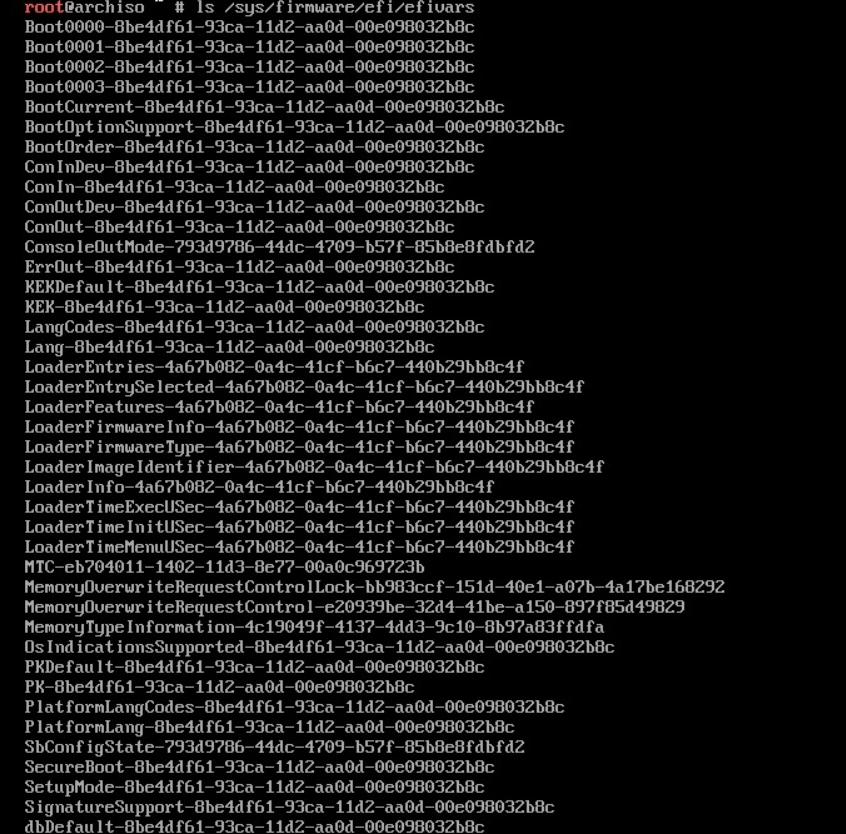 root@archiso ~ # ls /sys/firmware/efi/efivars
Boot0000-8be4df61-93ca-11d2-aa0d-00e098032b8c
Boot0001-8be4df61-93ca-11d2-aa0d-00e098032b8c
Boot0002-8be4df61-93ca-11d2-aa0d-00e098032b8c
Boot0003-8be4df61-93ca-11d2-aa0d-00e098032b8c
BootCurrent-8be4df61-93ca-11d2-aa0d-00e098032b8c
BootOptionSupport-8be4df61-93ca-11d2-aa0d-00e098032b8c
BootOrder-8be4df61-93ca-11d2-aa0d-00e098032b8c
ConInDev-8be4df61-93ca-11d2-aa0d-00e098032b8c
ConIn-8be4df61-93ca-11d2-aa0d-00e098032b8c
ConOutDev-8be4df61-93ca-11d2-aa0d-00e098032b8c
ConOut-8be4df61-93ca-11d2-aa0d-00e098032b8c
ConsoleOutMode-793d9786-44dc-4709-b57f-85b8e8fdbfd2
ErrOut-8be4df61-93ca-11d2-aa0d-00e098032b8c
KEKDefault-8be4df61-93ca-11d2-aa0d-00e098032b8c
KEK-8be4df61-93ca-11d2-aa0d-00e098032b8c
LangCodes-8be4df61-93ca-11d2-aa0d-00e098032b8c
Lang-8be4df61-93ca-11d2-aa0d-00e098032b8c
LoaderEntries-4a67b082-0a4c-41cf-b6c7-440b29bb8c4f
LoaderEntrySelected-4a67b082-0a4c-41cf-b6c7-440b29bb8c4f
LoaderFeatures-4a67b082-0a4c-41cf-b6c7-440b29bb8c4f
LoaderFirmwareInfo-4a67b082-0a4c-41cf-b6c7-440b29bb8c4f
LoaderFirmwareType-4a67b082-0a4c-41cf-b6c7-440b29bb8c4f
LoaderImageIdentifier-4a67b082-0a4c-41cf-b6c7-440b29bb8c4f
LoaderInfo-4a67b082-0a4c-41cf-b6c7-440b29bb8c4f
LoaderTimeExecUSec-4a67b082-0a4c-41cf-b6c7-440b29bb8c4f
LoaderTimeInitUSec-4a67b082-0a4c-41cf-b6c7-440b29bb8c4f
LoaderTimeMenuUSec-4a67b082-0a4c-41cf-b6c7-440b29bb8c4f
MTC-eb704011-1402-11d3-8e77-00a0c969723b
MemoryOverwriteRequestControlLock-bb983ccf-151d-40e1-a07b-4a17be168292
MemoryOverwriteRequestControl-e20939be-32d4-41be-a150-897f85d49829
MemoryTypeInformation-4c19049f-4137-4dd3-9c10-8b97a83ffdfa
OsIndicationsSupported-8be4df61-93ca-11d2-aa0d-00e098032b8c
PKDefault-8be4df61-93ca-11d2-aa0d-00e098032b8c
PK-8be4df61-93ca-11d2-aa0d-00e098032b8c
PlatformLangCodes-8be4df61-93ca-11d2-aa0d-00e098032b8c
PlatformLang-8be4df61-93ca-11d2-aa0d-00e098032b8c
SbConfigState-793d9786-44dc-4709-b57f-85b8e8fdbfd2
SecureBoot-8be4df61-93ca-11d2-aa0d-00e098032b8c
SetupMode-8be4df61-93ca-11d2-aa0d-00e098032b8c
SignatureSupport-8be4df61-93ca-11d2-aa0d-00e098032b8c
dbDefault-8be4df61-93ca-11d2-aa0d-00e098032b8c